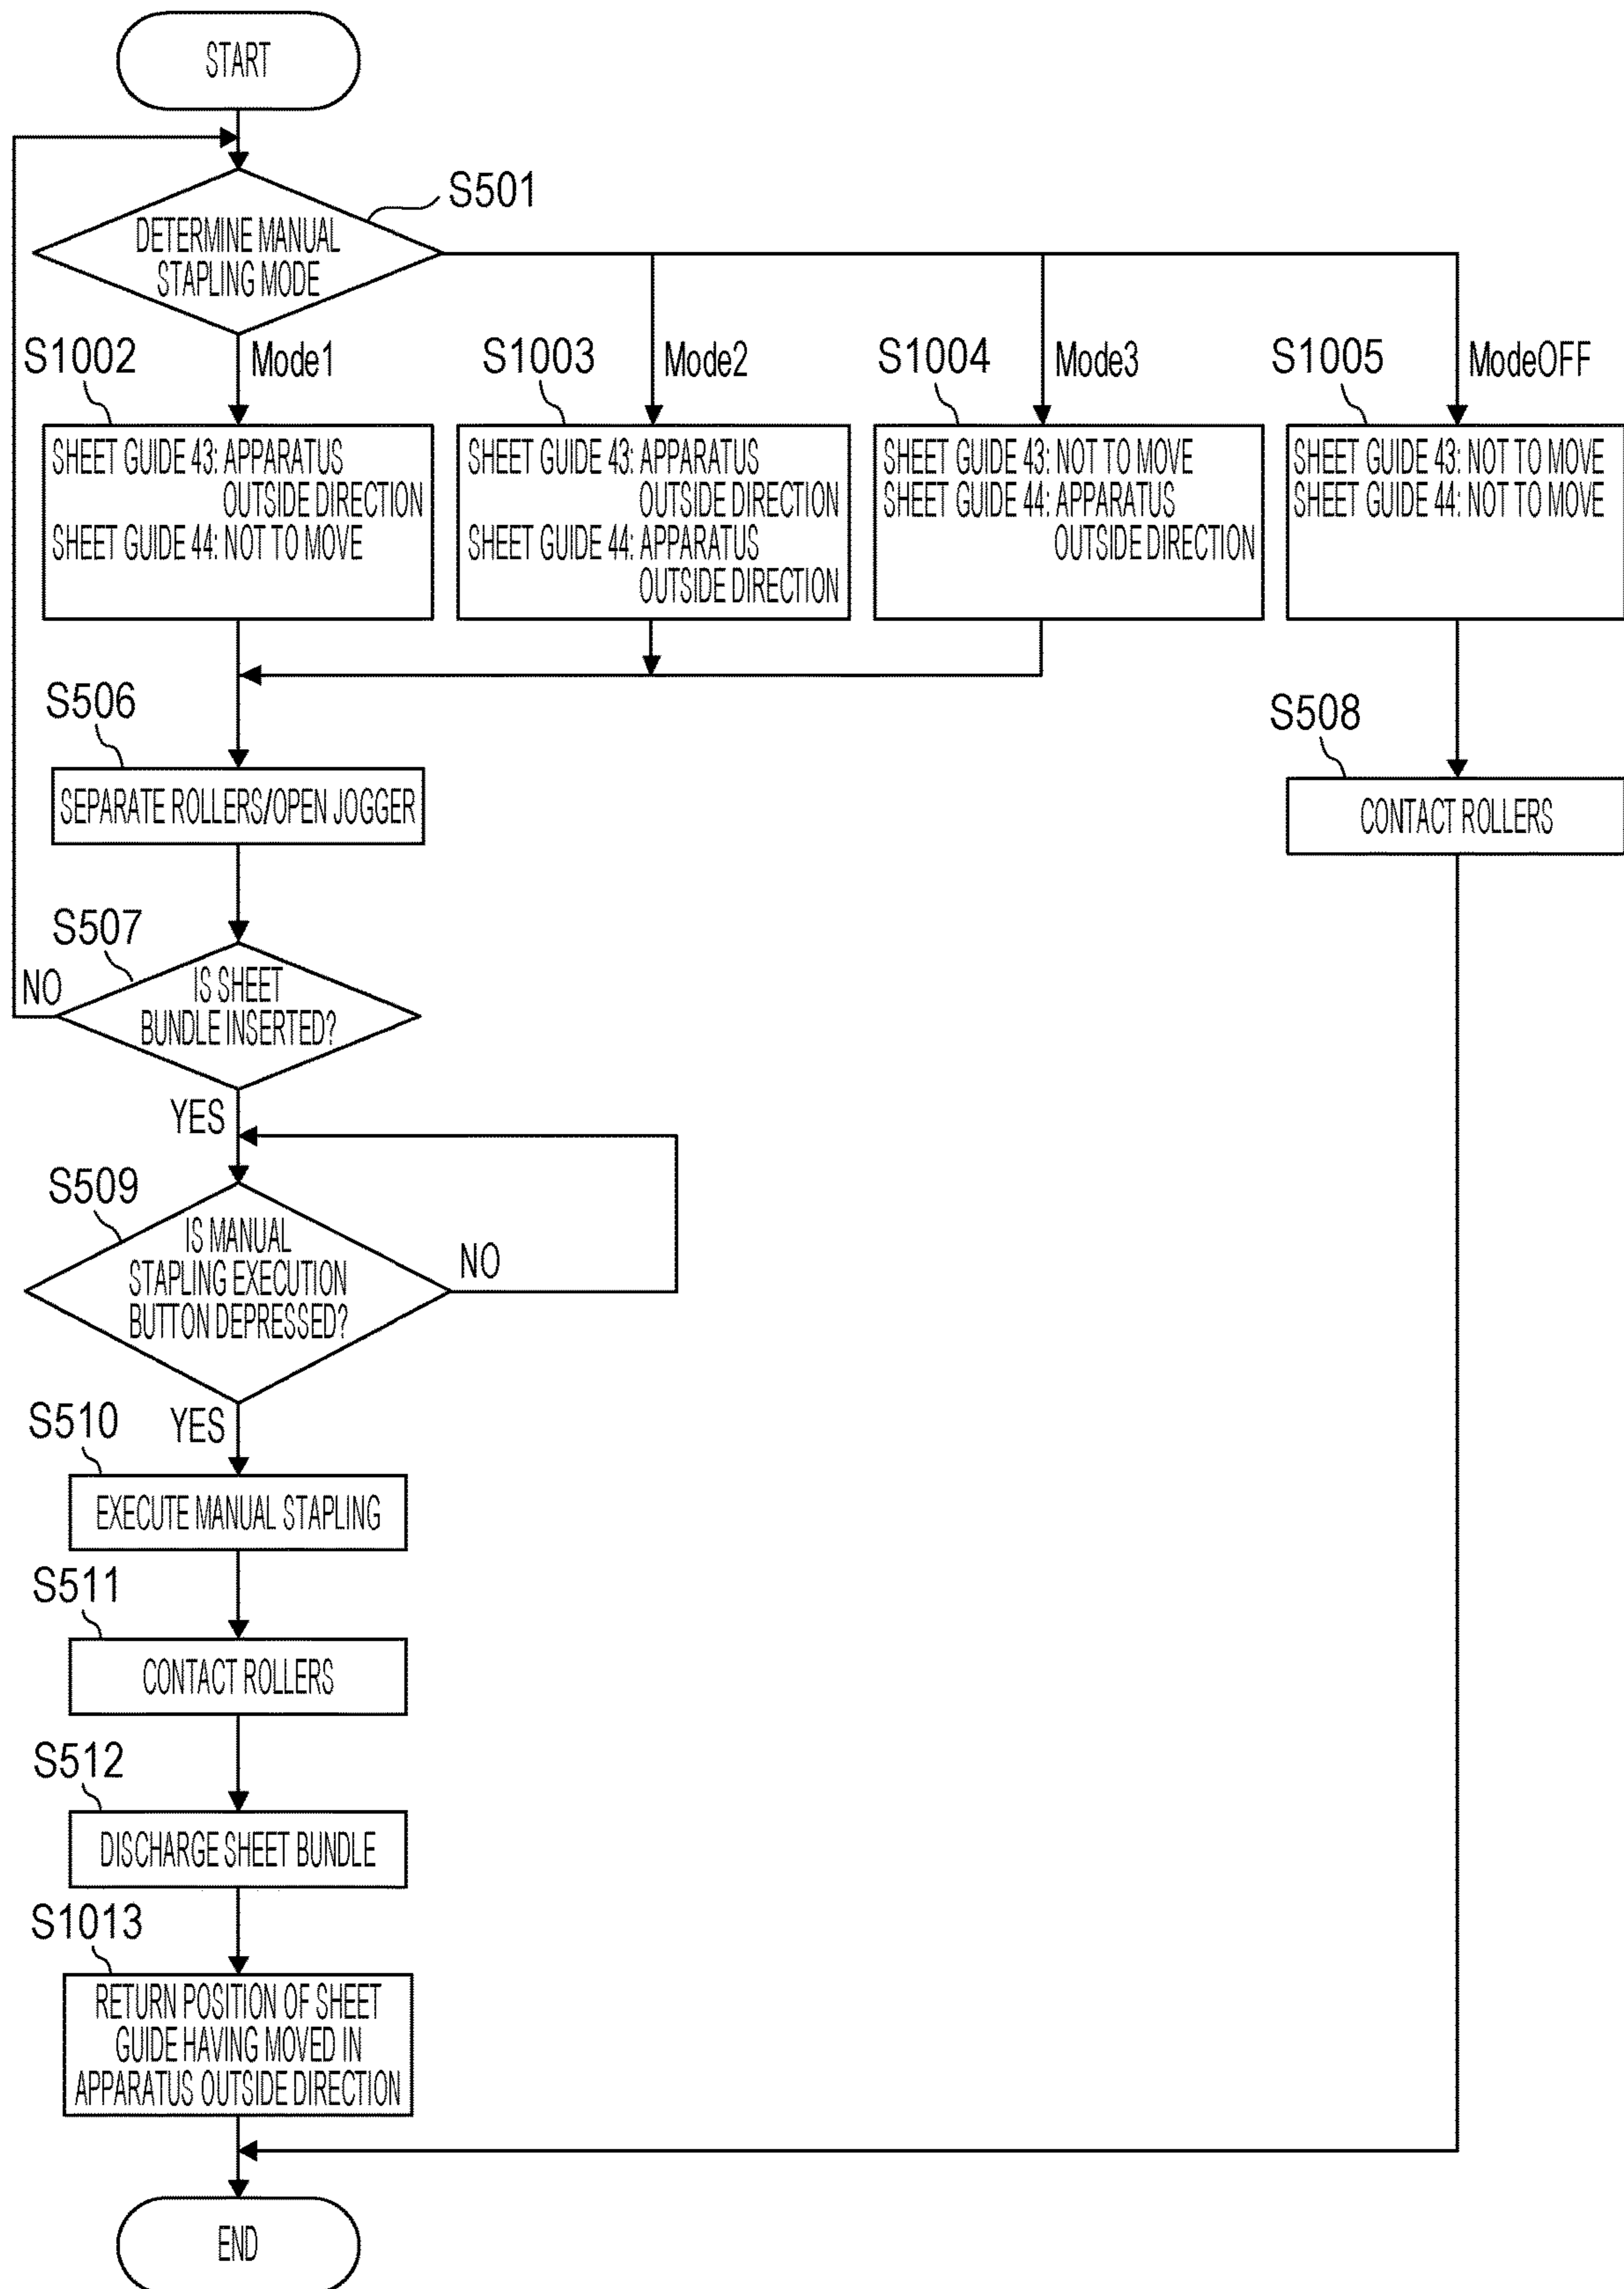 START
S501
DETERMINE MANUAL
STAPLING MODE
S1002
Mode1
S1003
Mode2
S1004
Mode3
S1005
ModeOFF
SHEET GUIDE 43: APPARATUS
OUTSIDE DIRECTION
SHEET GUIDE 44: NOT TO MOVE
SHEET GUIDE 43: APPARATUS
OUTSIDE DIRECTION
SHEET GUIDE 44: APPARATUS
OUTSIDE DIRECTION
SHEET GUIDE 43: NOT TO MOVE
SHEET GUIDE 44: APPARATUS
OUTSIDE DIRECTION
SHEET GUIDE 43: NOT TO MOVE
SHEET GUIDE 44: NOT TO MOVE
S506
SEPARATE ROLLERS/OPEN JOGGER
S508
CONTACT ROLLERS
S507
NO
IS SHEET
BUNDLE INSERTED?
YES
S509
IS MANUAL
STAPLING EXECUTION
BUTTON DEPRESSED?
NO
YES
S510
EXECUTE MANUAL STAPLING
S511
CONTACT ROLLERS
S512
DISCHARGE SHEET BUNDLE
S1013
RETURN POSITION OF SHEET
GUIDE HAVING MOVED IN
APPARATUS OUTSIDE DIRECTION
END